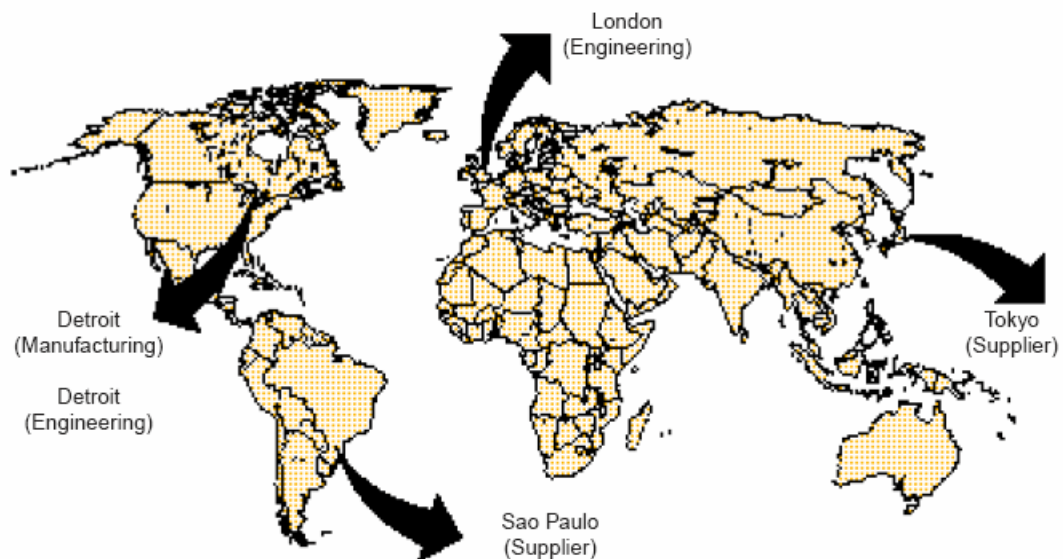 London
(Engineering)
Detroit
(Manufacturing)
Tokyo
(Supplier)
Detroit
(Engineering)
Sao Paulo
(Supplier)